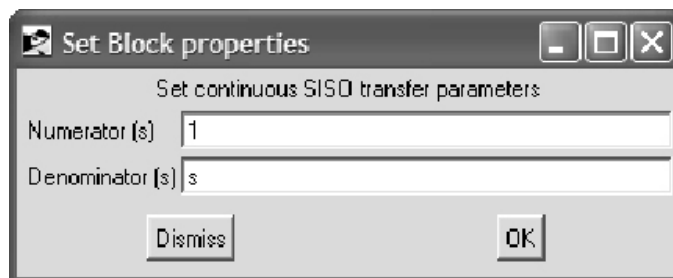 Set Block properties
Set continuous SISO transfer parameters
Numerator (s) 1
Denominator (s) s
Dismiss OK